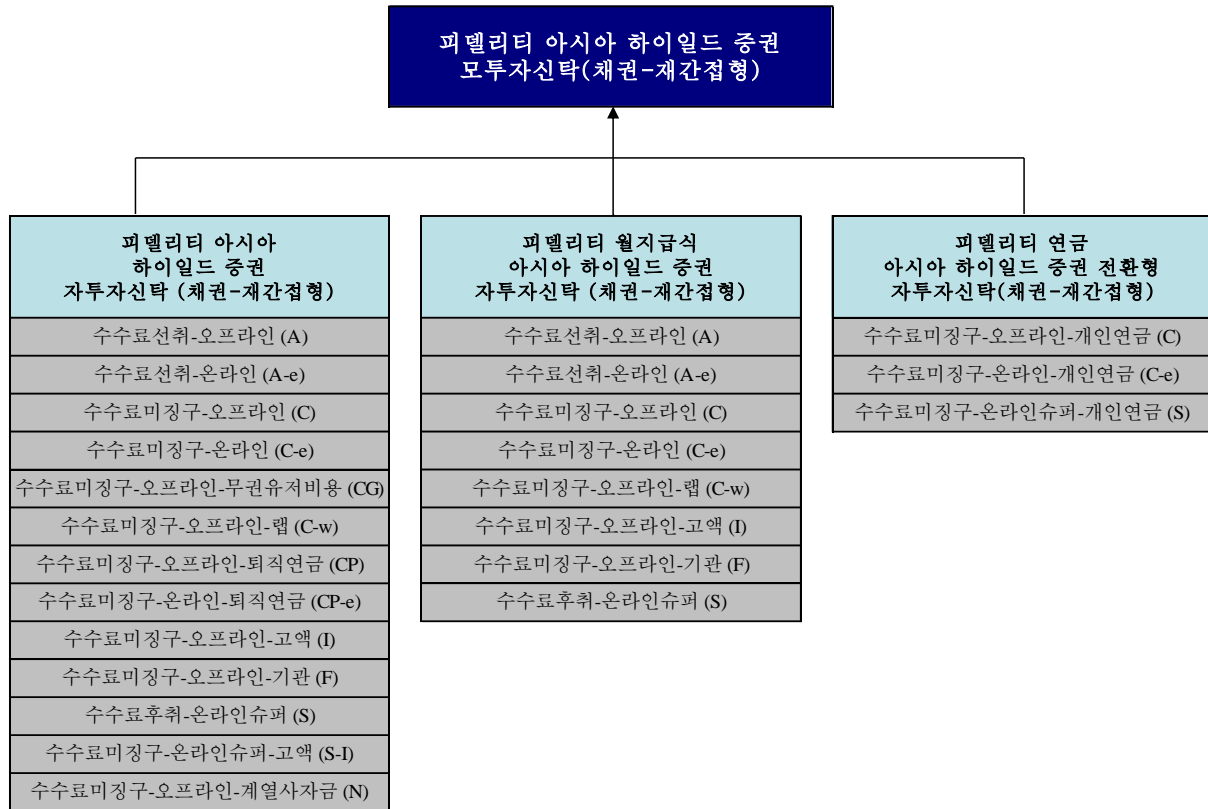 피델리티 아시아 하이일드 증권
모투자신탁(채권-재간접형)
피델리티 아시아
하이일드 증권
자투자신탁 (채권-재간접형)
수수료선취-오프라인 (A)
수수료선취-온라인 (A-e)
수수료미징구-오프라인 (C)
수수료미징구-온라인 (C-e)
수수료미징구-오프라인-무권유저비용 (CG)
수수료미징구-오프라인-랩 (C-w)
수수료미징구-오프라인-퇴직연금 (CP)
수수료미징구-온라인-퇴직연금 (CP-e)
수수료미징구-오프라인-고액 (I)
수수료미징구-오프라인-기관 (F)
수수료후취-온라인슈퍼 (S)
수수료미징구-온라인슈퍼-고액 (S-I)
수수료미징구-오프라인-계열사자금 (N)
피델리티 월지급식
아시아 하이일드 증권
자투자신탁 (채권-재간접형)
수수료선취-오프라인 (A)
수수료선취-온라인 (A-e)
수수료미징구-오프라인 (C)
수수료미징구-온라인 (C-e)
수수료미징구-오프라인-랩 (C-w)
수수료미징구-오프라인-고액 (I)
수수료미징구-오프라인-기관 (F)
수수료후취-온라인슈퍼 (S)
피델리티 연금
아시아 하이일드 증권 전환형
자투자신탁(채권-재간접형)
수수료미징구-오프라인-개인연금 (C)
수수료미징구-온라인-개인연금 (C-e)
수수료미징구-온라인슈퍼-개인연금 (S)